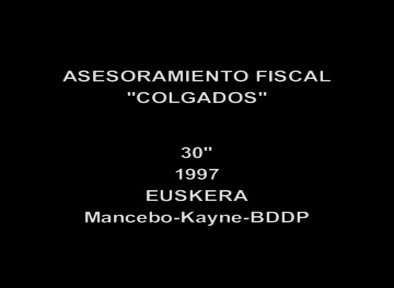 ASESORAMIENTO FISCAL
"COLGADOS"
30"
1997
EUSKERA
Mancebo-Kayne-BDDP